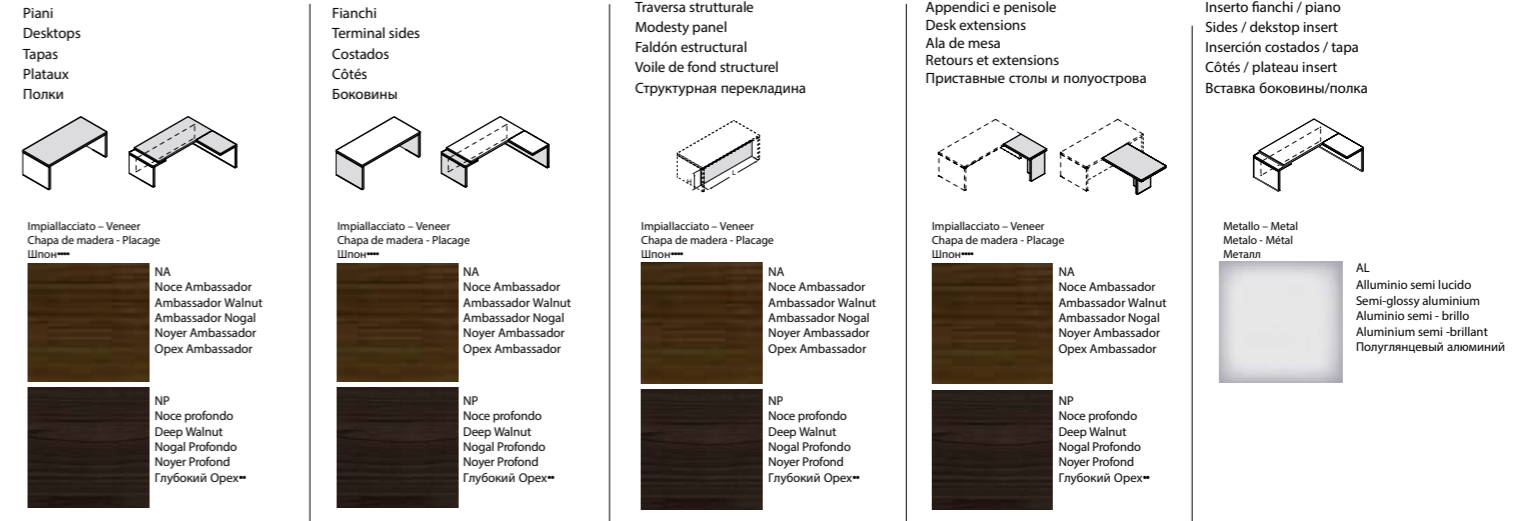 Piani
Desktops
Tapas
Plataux
Полки
Impiallacciato – Veneer
Chapa de madera - Placage
Шпон••••
NA
Noce Ambassador
Ambassador Walnut
Ambassador Nogal
Noyer Ambassador
Орех Ambassador
NP
Noce profondo
Deep Walnut
Nogal Profondo
Noyer Profond
Глубокий Орех••
Fianchi
Terminal sides
Costados
Côtés
Боковины
Impiallacciato – Veneer
Chapa de madera - Placage
Шпон••••
NA
Noce Ambassador
Ambassador Walnut
Ambassador Nogal
Noyer Ambassador
Орех Ambassador
NP
Noce profondo
Deep Walnut
Nogal Profondo
Noyer Profond
Глубокий Орех••
Traversa strutturale
Modesty panel
Faldón estructural
Voile de fond structurel
Структурная перекладина
H
L
Impiallacciato – Veneer
Chapa de madera - Placage
Шпон••••
NA
Noce Ambassador
Ambassador Walnut
Ambassador Nogal
Noyer Ambassador
Орех Ambassador
NP
Noce profondo
Deep Walnut
Nogal Profondo
Noyer Profond
Глубокий Орех••
Appendici e penisole
Desk extensions
Ala de mesa
Retours et extensions
Приставные столы и полуострова
Impiallacciato – Veneer
Chapa de madera - Placage
Шпон••••
NA
Noce Ambassador
Ambassador Walnut
Ambassador Nogal
Noyer Ambassador
Орех Ambassador
NP
Noce profondo
Deep Walnut
Nogal Profondo
Noyer Profond
Глубокий Орех••
Inserto fianchi / piano
Sides / dekstop insert
Inserción costados / tapa
Côtés / plateau insert
Вставка боковины/полка
Metallo – Metal
Metalo - Métal
Металл
AL
Alluminio semi lucido
Semi-glossy aluminium
Aluminio semi - brillo
Aluminium semi -brillant
Полуглянцевый алюминий